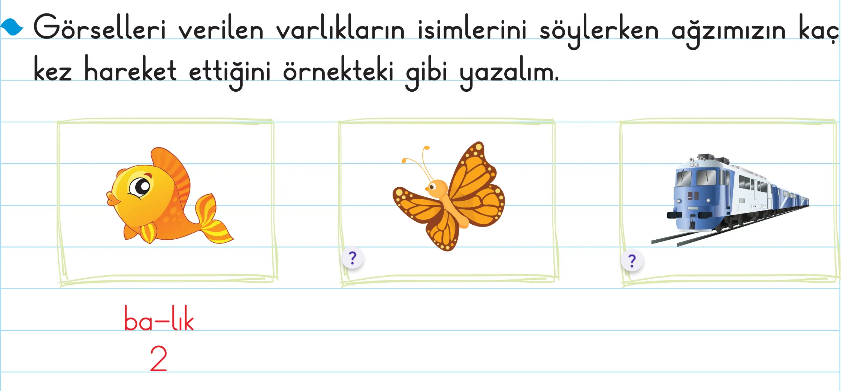 Görselleri verilen varlıkların isimlerini söylerken ağzımızın kaç
kez hareket ettiğini örnekteki gibi yazalım.
?
?
ba-lık
2